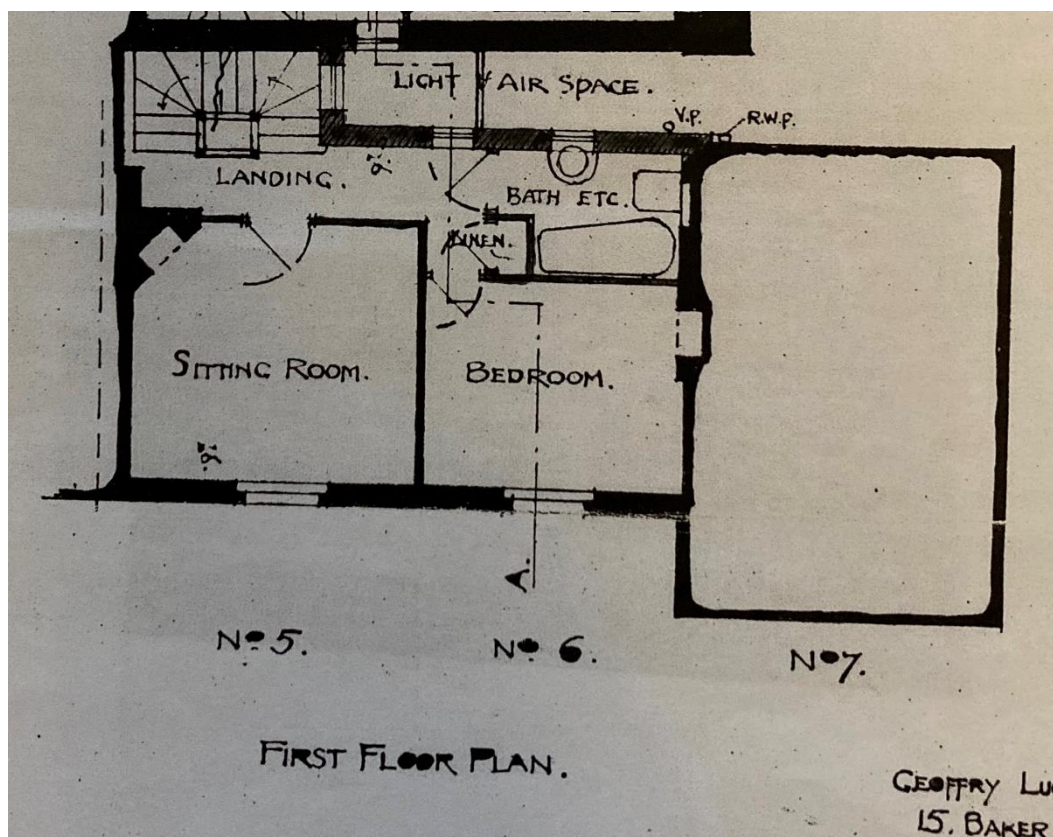 LIGHT & AIR SPACE.
V.P.
R.W.P.
LANDING.
BATH ETC.
LINEN.
SITTING ROOM.
BEDROOM.
A.
No 5.
No 6.
No 7.
FIRST FLOOR PLAN.
GEOFFRY
15. BAKER